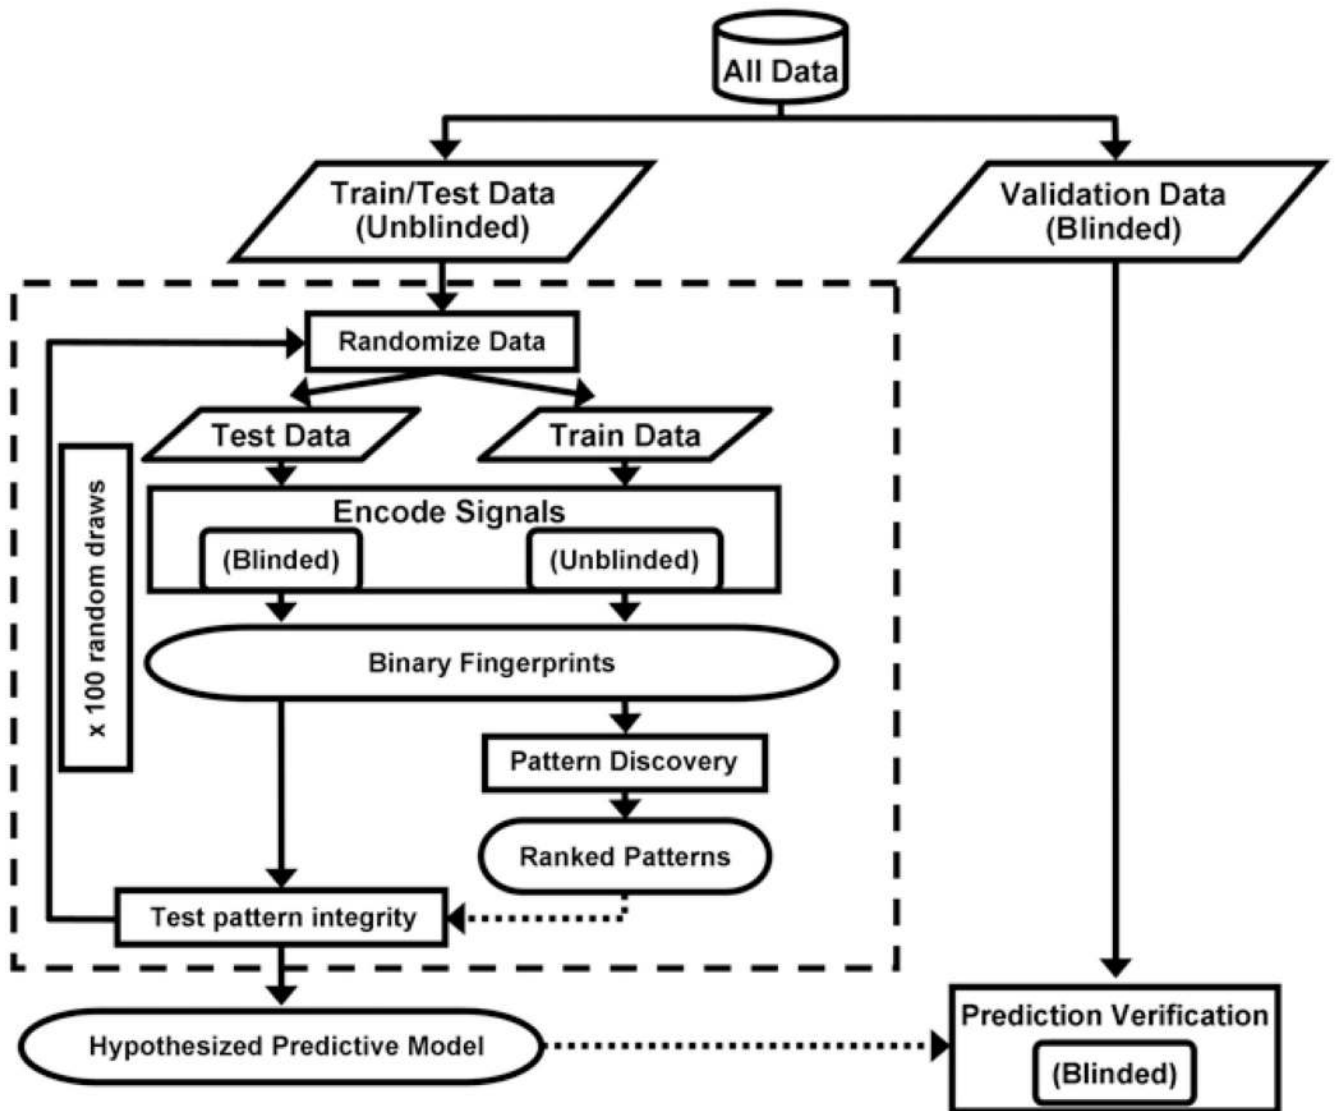 All Data
Train/Test Data
(Unblinded)
Validation Data
(Blinded)
Randomize Data
Test Data
Train Data
x 100 random draws
Encode Signals
(Blinded)
(Unblinded)
Binary Fingerprints
Pattern Discovery
Ranked Patterns
Test pattern integrity
Hypothesized Predictive Model
Prediction Verification
(Blinded)